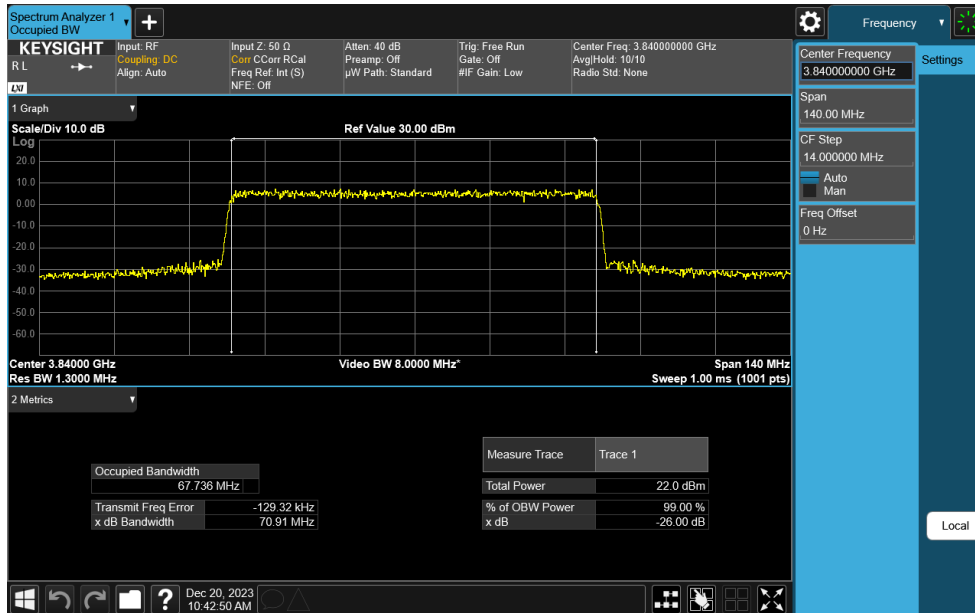 Spectrum Analyzer 1
Occupied BW
Frequency
KEYSIGHT
R L
LXI
Input: RF
Coupling: DC
Align: Auto
Input Z: 50 Ω
Corr CCorr RCal
Freq Ref: Int (S)
NFE: Off
Atten: 40 dB
Preamp: Off
µW Path: Standard
Trig: Free Run
Gate: Off
#IF Gain: Low
Center Freq: 3.840000000 GHz
Avg|Hold: 10/10
Radio Std: None
Center Frequency
3.840000000 GHz
Settings
Span
140.00 MHz
CF Step
14.000000 MHz
Auto
Man
Freq Offset
0 Hz
1 Graph
Scale/Div 10.0 dB
Ref Value 30.00 dBm
Log
20.0
10.0
0.00
-10.0
-20.0
-30.0
-40.0
-50.0
-60.0
Center 3.84000 GHz
Video BW 8.0000 MHz*
Span 140 MHz
Res BW 1.3000 MHz
Sweep 1.00 ms (1001 pts)
2 Metrics
Measure Trace
Trace 1
Occupied Bandwidth
67.736 MHz
Total Power
22.0 dBm
Transmit Freq Error
-129.32 kHz
% of OBW Power
99.00 %
x dB Bandwidth
70.91 MHz
x dB
-26.00 dB
Local
?
Dec 20, 2023
10:42:50 AM